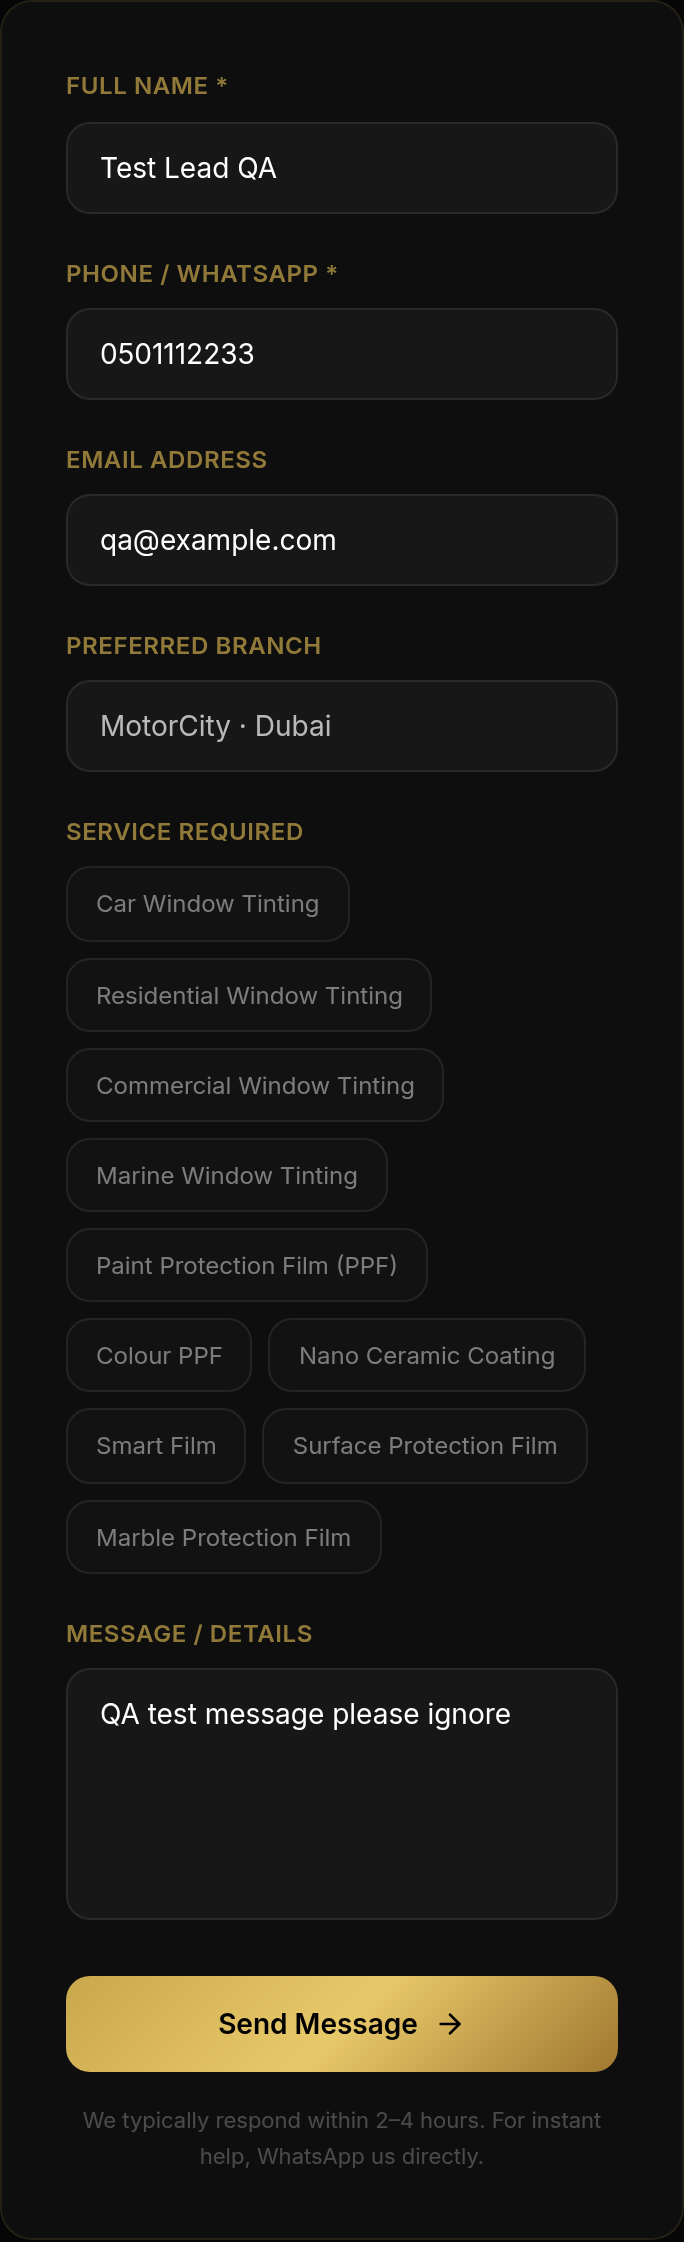 FULL NAME *
Test Lead QA
PHONE / WHATSAPP *
0501112233
EMAIL ADDRESS
qa@example.com
PREFERRED BRANCH
MotorCity · Dubai
SERVICE REQUIRED
Car Window Tinting
Residential Window Tinting
Commercial Window Tinting
Marine Window Tinting
Paint Protection Film (PPF)
Colour PPF Nano Ceramic Coating
Smart Film Surface Protection Film
Marble Protection Film
MESSAGE / DETAILS
QA test message please ignore
Send Message →
We typically respond within 2–4 hours. For instant
help, WhatsApp us directly.